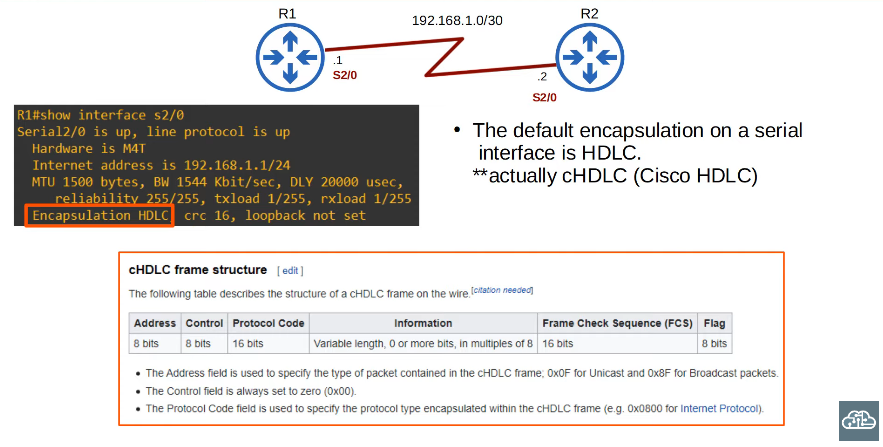 R1
R2
192.168.1.0/30
.1
S2/0
.2
S2/0
R1#show interface s2/0
Serial2/0 is up, line protocol is up
Hardware is M4T
Internet address is 192.168.1.1/24
MTU 1500 bytes, BW 1544 Kbit/sec, DLY 20000 usec,
reliability 255/255, txload 1/255, rxload 1/255
Encapsulation HDLC, crc 16, loopback not set
• The default encapsulation on a serial
interface is HDLC.
**actually cHDLC (Cisco HDLC)
cHDLC frame structure [ edit ]
The following table describes the structure of a cHDLC frame on the wire.[citation needed]
Address Control Protocol Code Information Frame Check Sequence (FCS) Flag
8 bits 8 bits 16 bits Variable length, 0 or more bits, in multiples of 8 16 bits 8 bits
• The Address field is used to specify the type of packet contained in the cHDLC frame; 0x0F for Unicast and 0x8F for Broadcast packets.
• The Control field is always set to zero (0x00).
• The Protocol Code field is used to specify the protocol type encapsulated within the cHDLC frame (e.g. 0x0800 for Internet Protocol).